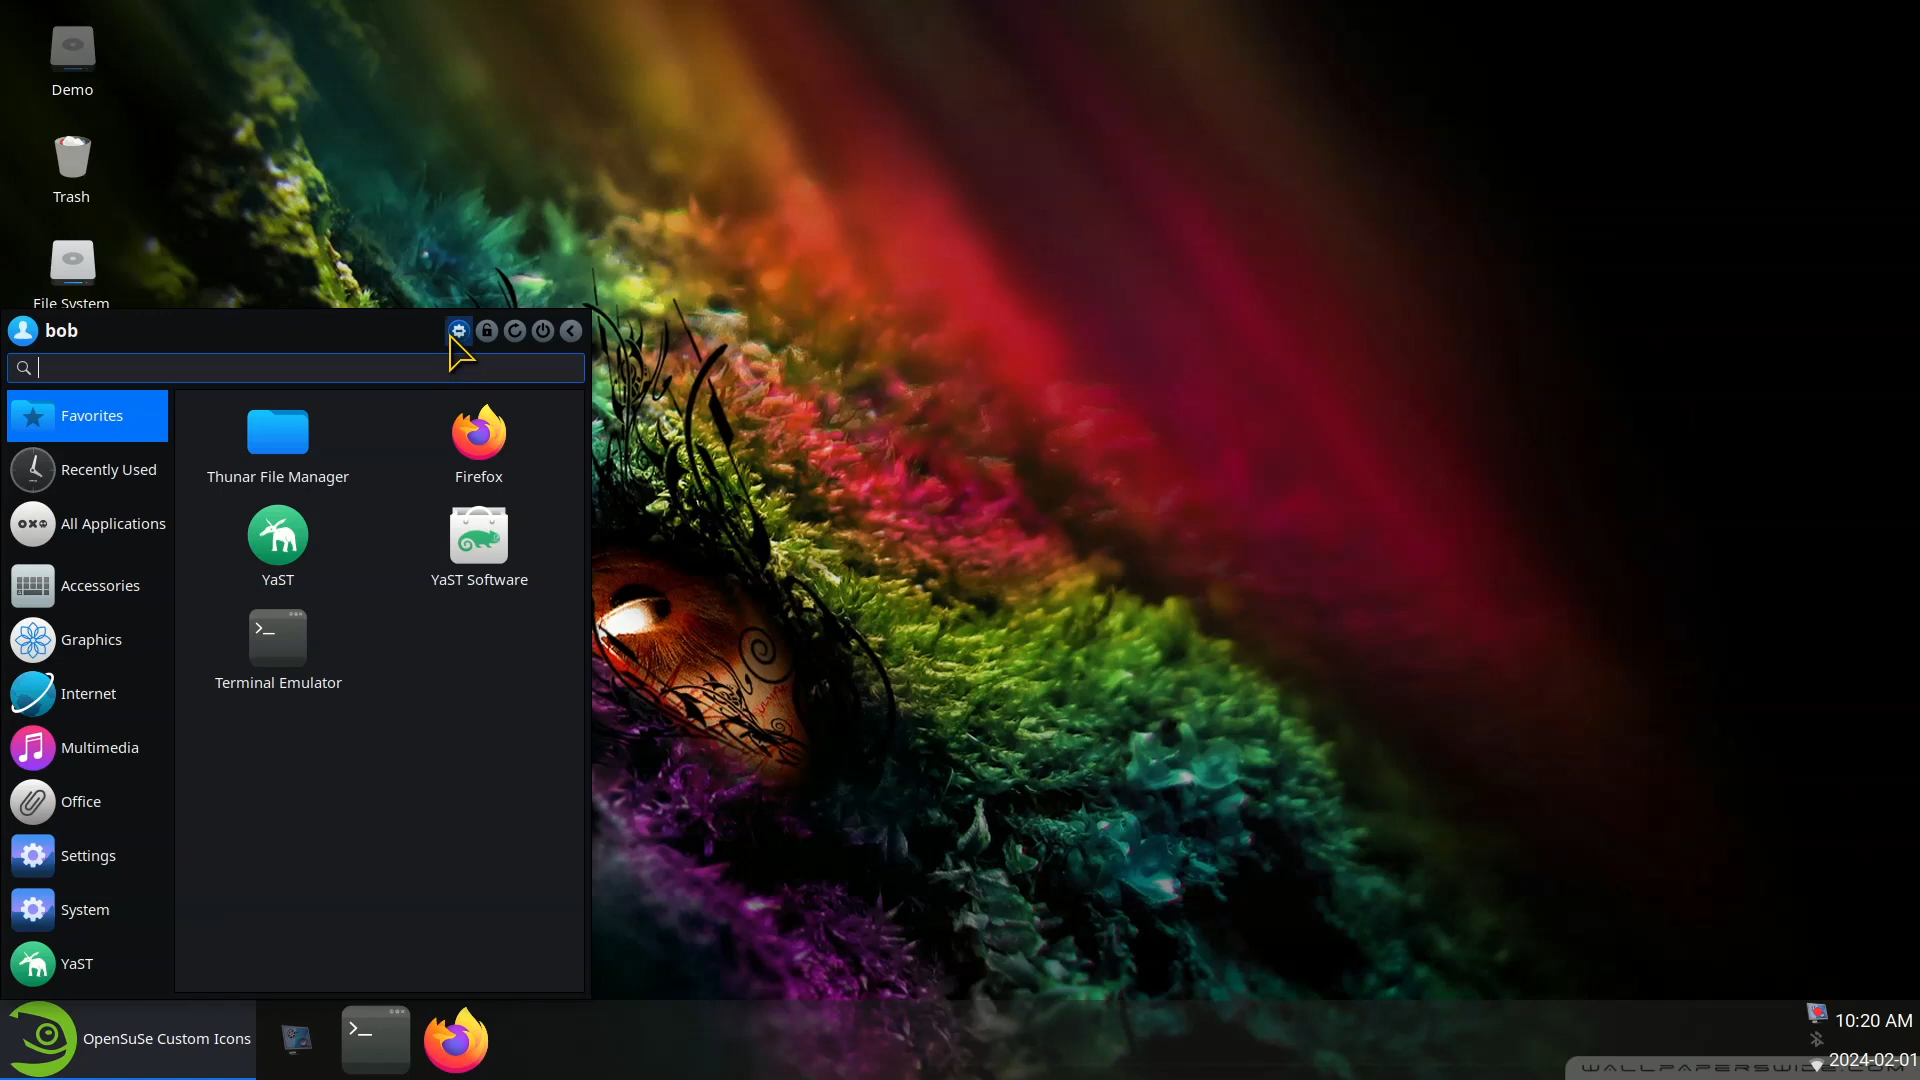 Demo
Trash
File System
bob
Favorites
Recently Used
All Applications
Accessories
Graphics
Internet
Multimedia
Office
Settings
System
YaST
Thunar File Manager
Firefox
YaST
YaST Software
Terminal Emulator
OpenSuSe Custom Icons
10:20 AM
2024-02-01